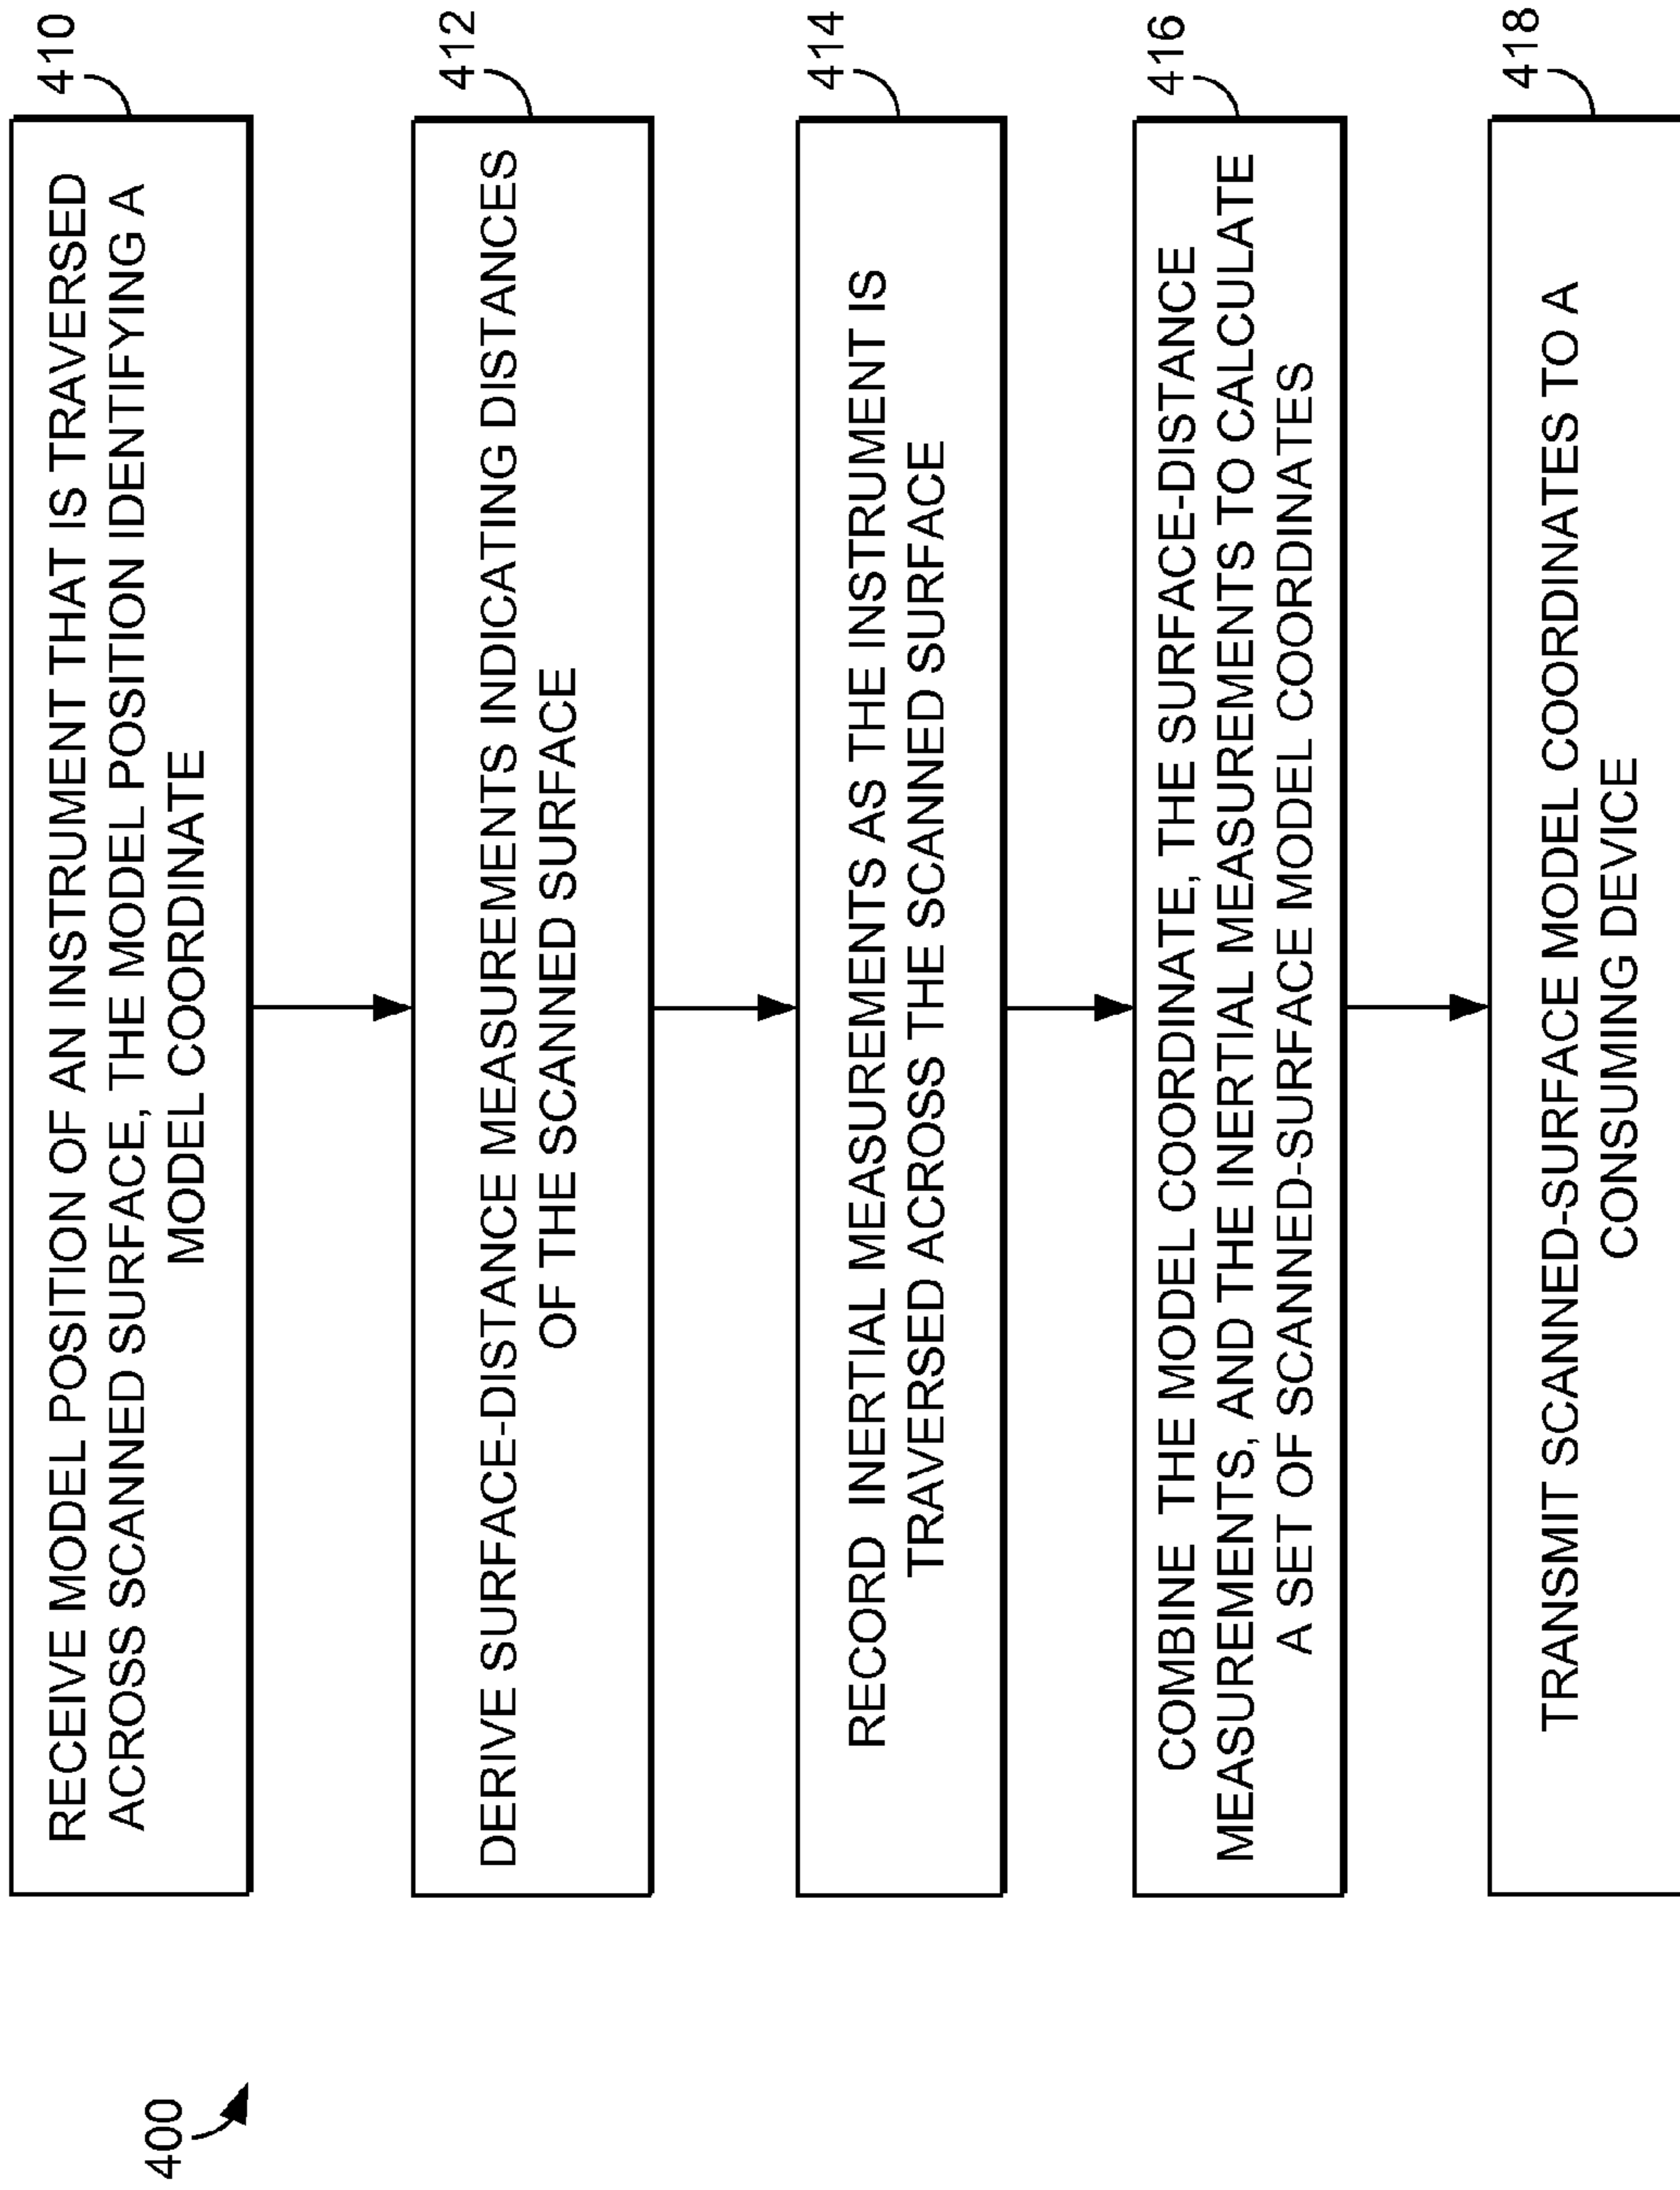 400
410
RECEIVE MODEL POSITION OF AN INSTRUMENT THAT IS TRAVERSED
ACROSS SCANNED SURFACE, THE MODEL POSITION IDENTIFYING A
MODEL COORDINATE
412
DERIVE SURFACE-DISTANCE MEASUREMENTS INDICATING DISTANCES
OF THE SCANNED SURFACE
414
RECORD INERTIAL MEASUREMENTS AS THE INSTRUMENT IS
TRAVERSED ACROSS THE SCANNED SURFACE
416
COMBINE THE MODEL COORDINATE, THE SURFACE-DISTANCE
MEASUREMENTS, AND THE INERTIAL MEASUREMENTS TO CALCULATE
A SET OF SCANNED-SURFACE MODEL COORDINATES
418
TRANSMIT SCANNED-SURFACE MODEL COORDINATES TO A
CONSUMING DEVICE